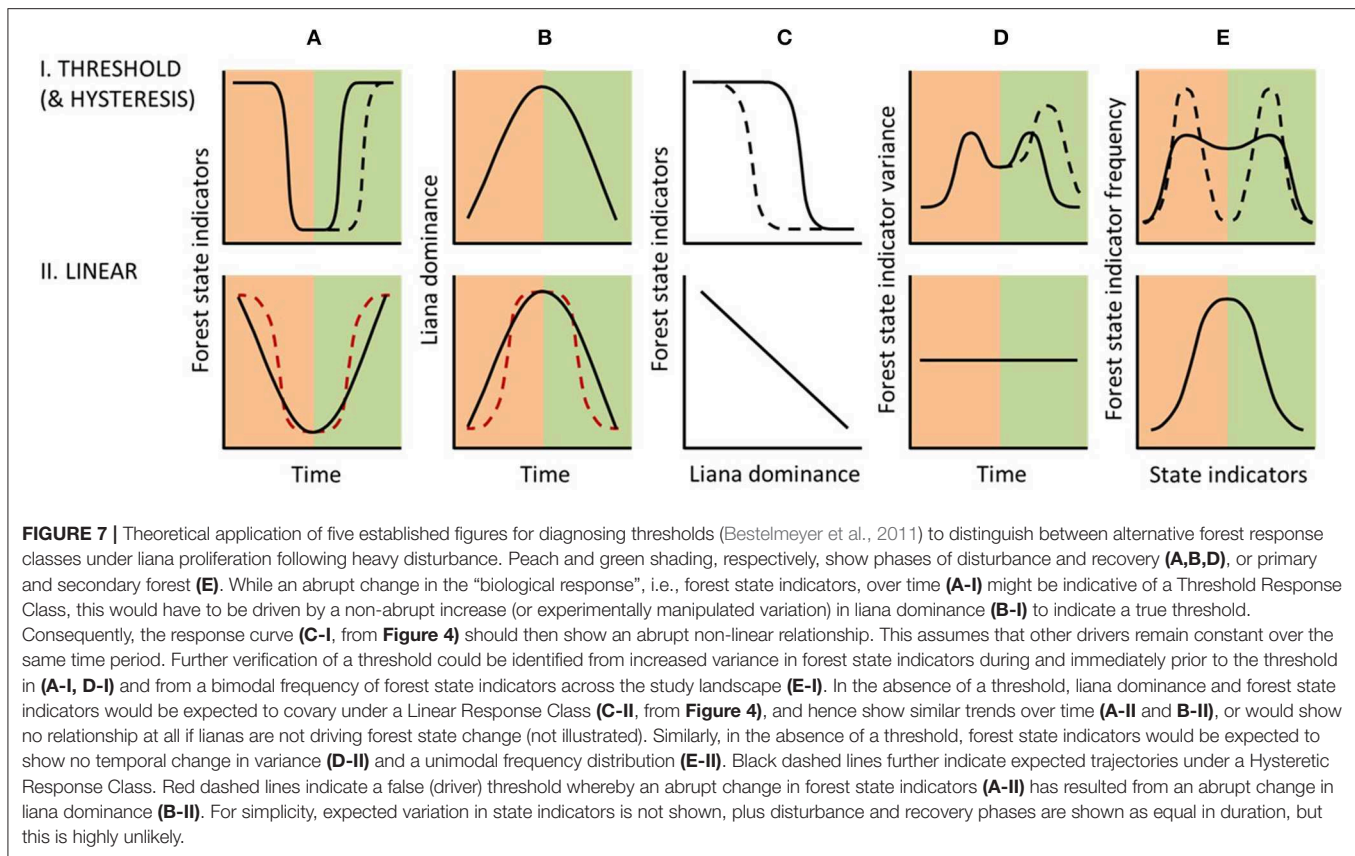 A B C D E
I. THRESHOLD
(& HYSTERESIS)
Forest state indicators
Liana dominance
Forest state indicators
Forest state indicator variance
Forest state indicator frequency
II. LINEAR
Time Time Liana dominance Time State indicators
FIGURE 7 | Theoretical application of five established figures for diagnosing thresholds (Bestelmeyer et al., 2011) to distinguish between alternative forest response
classes under liana proliferation following heavy disturbance. Peach and green shading, respectively, show phases of disturbance and recovery (A,B,D), or primary
and secondary forest (E). While an abrupt change in the “biological response”, i.e., forest state indicators, over time (A-I) might be indicative of a Threshold Response
Class, this would have to be driven by a non-abrupt increase (or experimentally manipulated variation) in liana dominance (B-I) to indicate a true threshold.
Consequently, the response curve (C-I, from Figure 4) should then show an abrupt non-linear relationship. This assumes that other drivers remain constant over the
same time period. Further verification of a threshold could be identified from increased variance in forest state indicators during and immediately prior to the threshold
in (A-I, D-I) and from a bimodal frequency of forest state indicators across the study landscape (E-I). In the absence of a threshold, liana dominance and forest state
indicators would be expected to covary under a Linear Response Class (C-II, from Figure 4), and hence show similar trends over time (A-II and B-II), or would show
no relationship at all if lianas are not driving forest state change (not illustrated). Similarly, in the absence of a threshold, forest state indicators would be expected to
show no temporal change in variance (D-II) and a unimodal frequency distribution (E-II). Black dashed lines further indicate expected trajectories under a Hysteretic
Response Class. Red dashed lines indicate a false (driver) threshold whereby an abrupt change in forest state indicators (A-II) has resulted from an abrupt change in
liana dominance (B-II). For simplicity, expected variation in state indicators is not shown, plus disturbance and recovery phases are shown as equal in duration, but
this is highly unlikely.